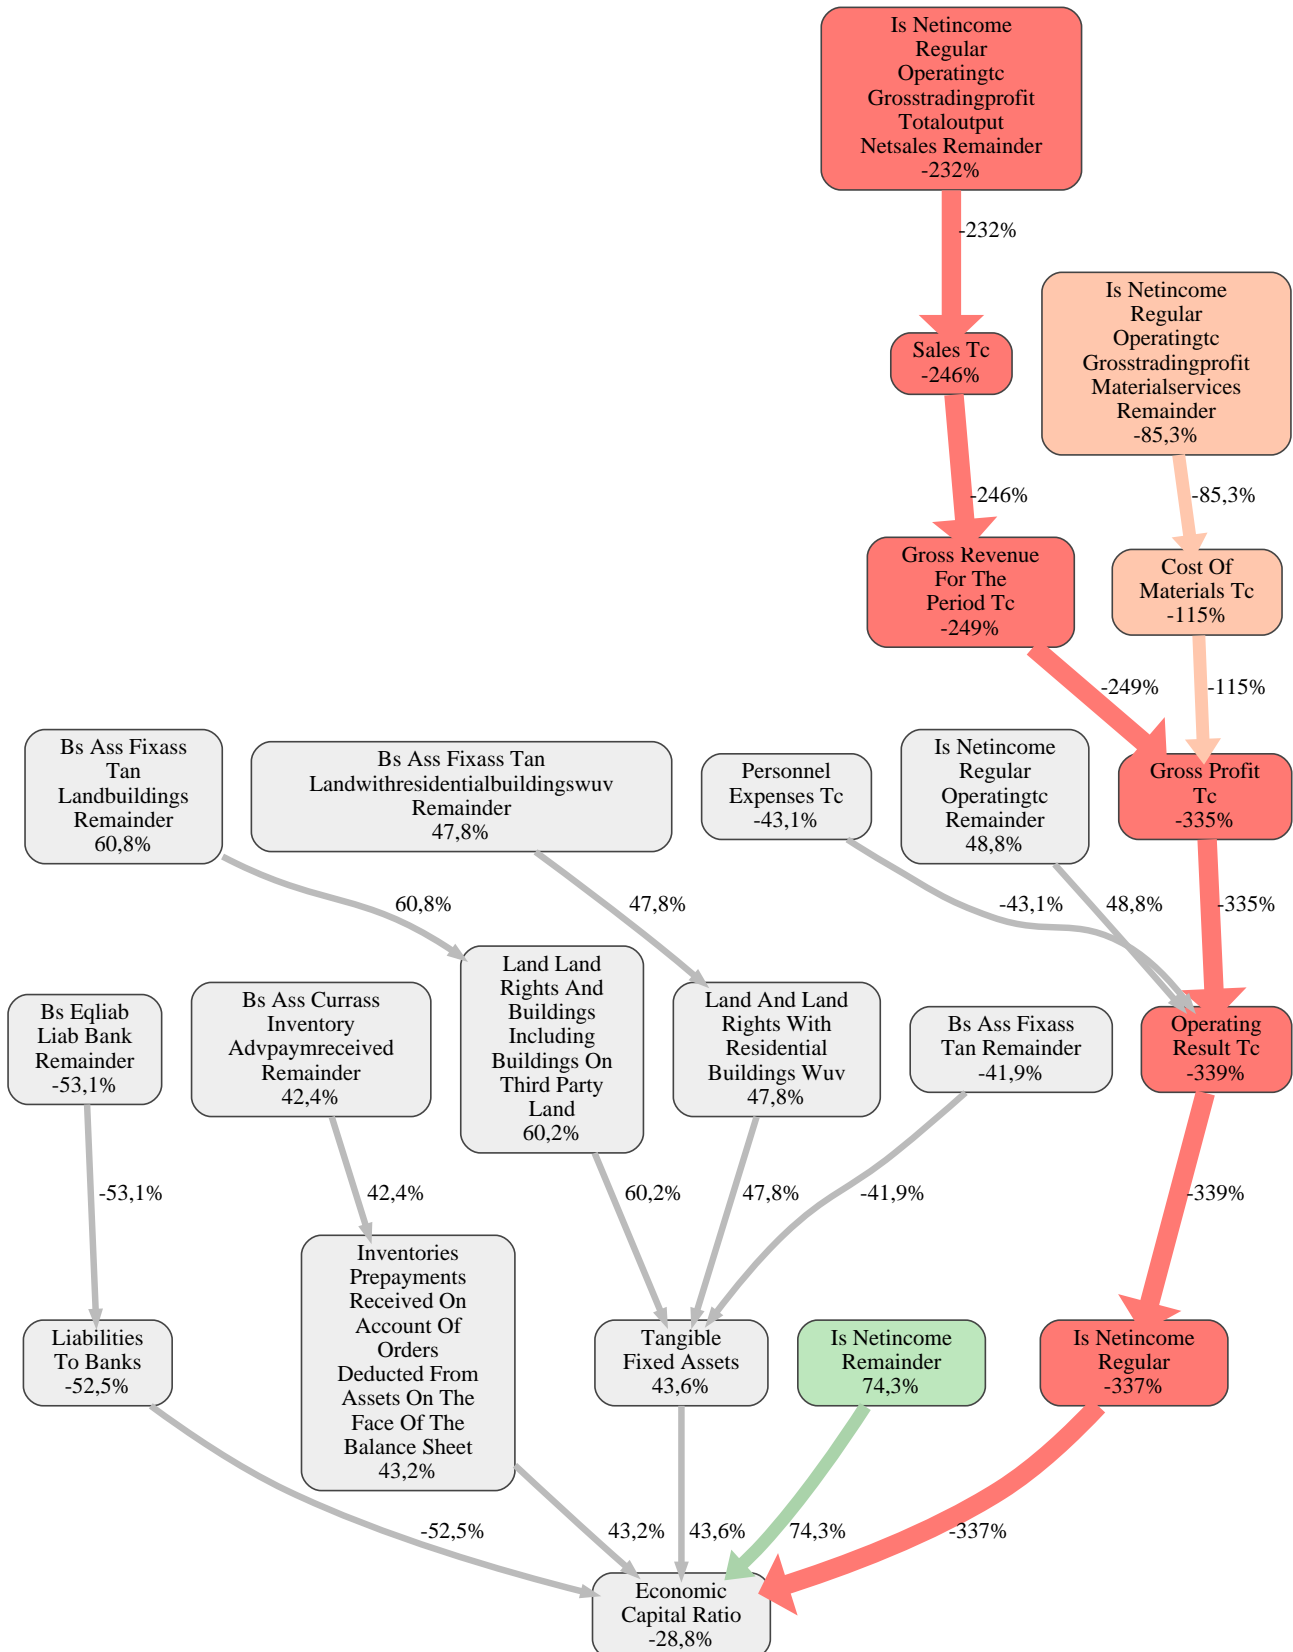 Is Netincome
Regular
Operatingtc
Grosstradingprofit
Totaloutput
Netsales Remainder
-232%
-232%
Is Netincome
Regular
Operatingtc
Grosstradingprofit
Materialservices
Remainder
-85,3%
Sales Tc
-246%
-246%
-85,3%
Gross Revenue
For The
Period Tc
-249%
Cost Of
Materials Tc
-115%
-249%
-115%
Bs Ass Fixass
Tan
Landbuildings
Remainder
60,8%
Bs Ass Fixass Tan
Landwithresidentialbuildingswuv
Remainder
47,8%
Personnel
Expenses Tc
-43,1%
Is Netincome
Regular
Operatingtc
Remainder
48,8%
Gross Profit
Tc
-335%
60,8%
47,8%
-43,1%
48,8%
-335%
Bs Eqliab
Liab Bank
Remainder
-53,1%
Bs Ass Currass
Inventory
Advpaymreceived
Remainder
42,4%
Land Land
Rights And
Buildings
Including
Buildings On
Third Party
Land
60,2%
Land And Land
Rights With
Residential
Buildings Wuv
47,8%
Bs Ass Fixass
Tan Remainder
-41,9%
Operating
Result Tc
-339%
-53,1%
42,4%
60,2%
47,8%
-41,9%
-339%
Liabilities
To Banks
-52,5%
Inventories
Prepayments
Received On
Account Of
Orders
Deducted From
Assets On The
Face Of The
Balance Sheet
43,2%
Tangible
Fixed Assets
43,6%
Is Netincome
Remainder
74,3%
Is Netincome
Regular
-337%
-52,5%
43,2%
43,6%
74,3%
-337%
Economic
Capital Ratio
-28,8%